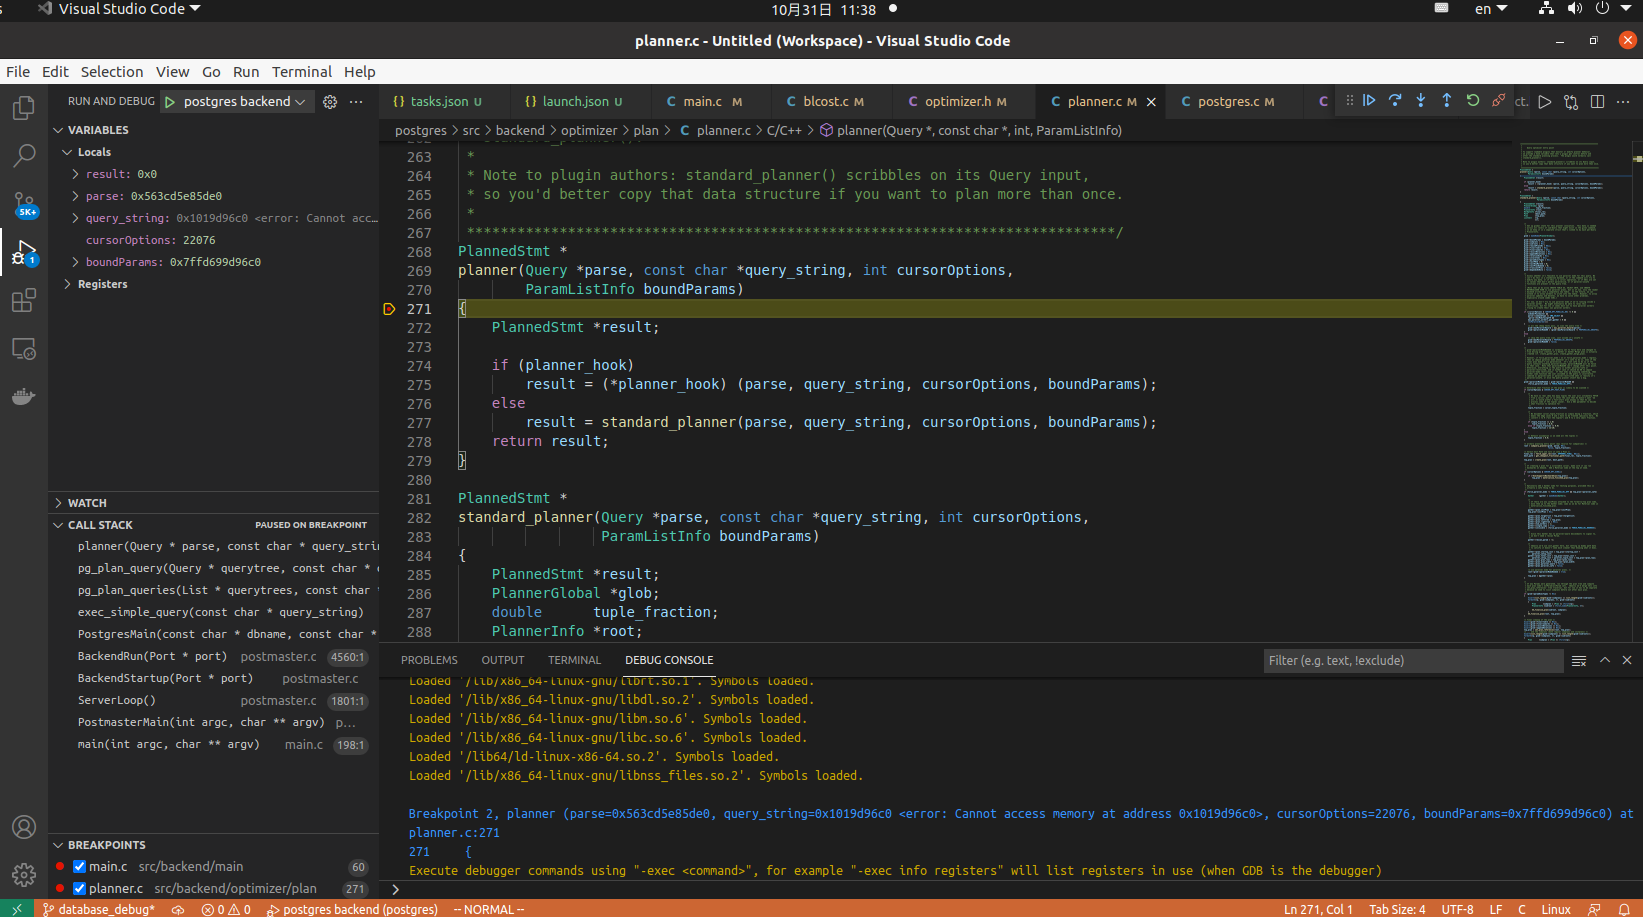 Visual Studio Code
10月31日 11:38
en
planner.c - Untitled (Workspace) - Visual Studio Code
File Edit Selection View Go Run Terminal Help
RUN AND DEBUG postgres backend
{} tasks.json U
{} launch.json U
C main.c M
C blcost.c M
C optimizer.h M
C planner.c M
C postgres.c M
C
ct.
postgres > src > backend > optimizer > plan > C planner.c > C/C++ > planner(Query *, const char *, int, ParamListInfo)
VARIABLES
Locals
result: 0x0
parse: 0x563cd5e85de0
query_string: 0x1019d96c0 <error: Cannot acc...
cursorOptions: 22076
boundParams: 0x7ffd699d96c0
Registers
WATCH
CALL STACK PAUSED ON BREAKPOINT
planner(Query * parse, const char * query_strin
pg_plan_query(Query * querytree, const char * q
pg_plan_queries(List * querytrees, const char *
exec_simple_query(const char * query_string)
PostgresMain(const char * dbname, const char *
BackendRun(Port * port) postmaster.c 4560:1
BackendStartup(Port * port) postmaster.c
ServerLoop() postmaster.c 1801:1
PostmasterMain(int argc, char ** argv) p...
main(int argc, char ** argv) main.c 198:1
BREAKPOINTS
main.c src/backend/main 60
planner.c src/backend/optimizer/plan 271
5K+
1
262 * standard_planner().
263 *
264 * Note to plugin authors: standard_planner() scribbles on its Query input,
265 * so you'd better copy that data structure if you want to plan more than once.
266 *
267 *****************************************************************************/
268 PlannedStmt *
269 planner(Query *parse, const char *query_string, int cursorOptions,
270 ParamListInfo boundParams)
271 {
272 PlannedStmt *result;
273
274 if (planner_hook)
275 result = (*planner_hook) (parse, query_string, cursorOptions, boundParams);
276 else
277 result = standard_planner(parse, query_string, cursorOptions, boundParams);
278 return result;
279 }
280
281 PlannedStmt *
282 standard_planner(Query *parse, const char *query_string, int cursorOptions,
283 ParamListInfo boundParams)
284 {
285 PlannedStmt *result;
286 PlannerGlobal *glob;
287 double tuple_fraction;
288 PlannerInfo *root;
PROBLEMS OUTPUT TERMINAL DEBUG CONSOLE
Filter (e.g. text, !exclude)
Loaded '/lib/x86_64-linux-gnu/librt.so.1'. Symbols loaded.
Loaded '/lib/x86_64-linux-gnu/libdl.so.2'. Symbols loaded.
Loaded '/lib/x86_64-linux-gnu/libm.so.6'. Symbols loaded.
Loaded '/lib/x86_64-linux-gnu/libc.so.6'. Symbols loaded.
Loaded '/lib64/ld-linux-x86-64.so.2'. Symbols loaded.
Loaded '/lib/x86_64-linux-gnu/libnss_files.so.2'. Symbols loaded.
Breakpoint 2, planner (parse=0x563cd5e85de0, query_string=0x1019d96c0 <error: Cannot access memory at address 0x1019d96c0>, cursorOptions=22076, boundParams=0x7ffd699d96c0) at
planner.c:271
271 {
Execute debugger commands using "-exec <command>", for example "-exec info registers" will list registers in use (when GDB is the debugger)
>
database_debug* 0 0 postgres backend (postgres) -- NORMAL --
Ln 271, Col 1 Tab Size: 4 UTF-8 LF C Linux